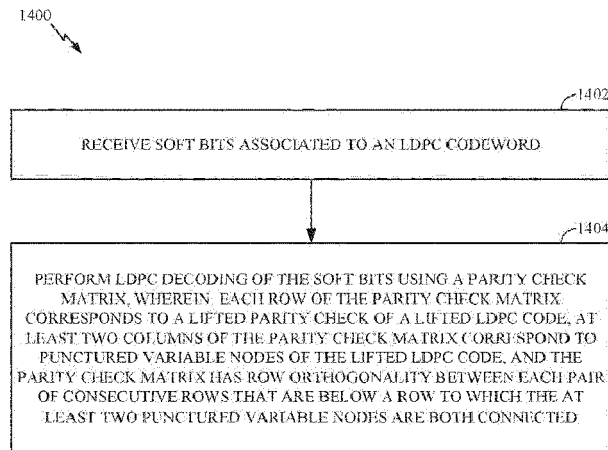 1400
1402
RECEIVE SOFT BITS ASSOCIATED TO AN LDPC CODEWORD
1404
PERFORM LDPC DECODING OF THE SOFT BITS USING A PARITY CHECK
MATRIX, WHEREIN: EACH ROW OF THE PARITY CHECK MATRIX
CORRESPONDS TO A LIFTED PARITY CHECK OF A LIFTED LDPC CODE, AT
LEAST TWO COLUMNS OF THE PARITY CHECK MATRIX CORRESPOND TO
PUNCTURED VARIABLE NODES OF THE LIFTED LDPC CODE, AND THE
PARITY CHECK MATRIX HAS ROW ORTHOGONALITY BETWEEN EACH PAIR
OF CONSECUTIVE ROWS THAT ARE BELOW A ROW TO WHICH THE AT
LEAST TWO PUNCTURED VARIABLE NODES ARE BOTH CONNECTED